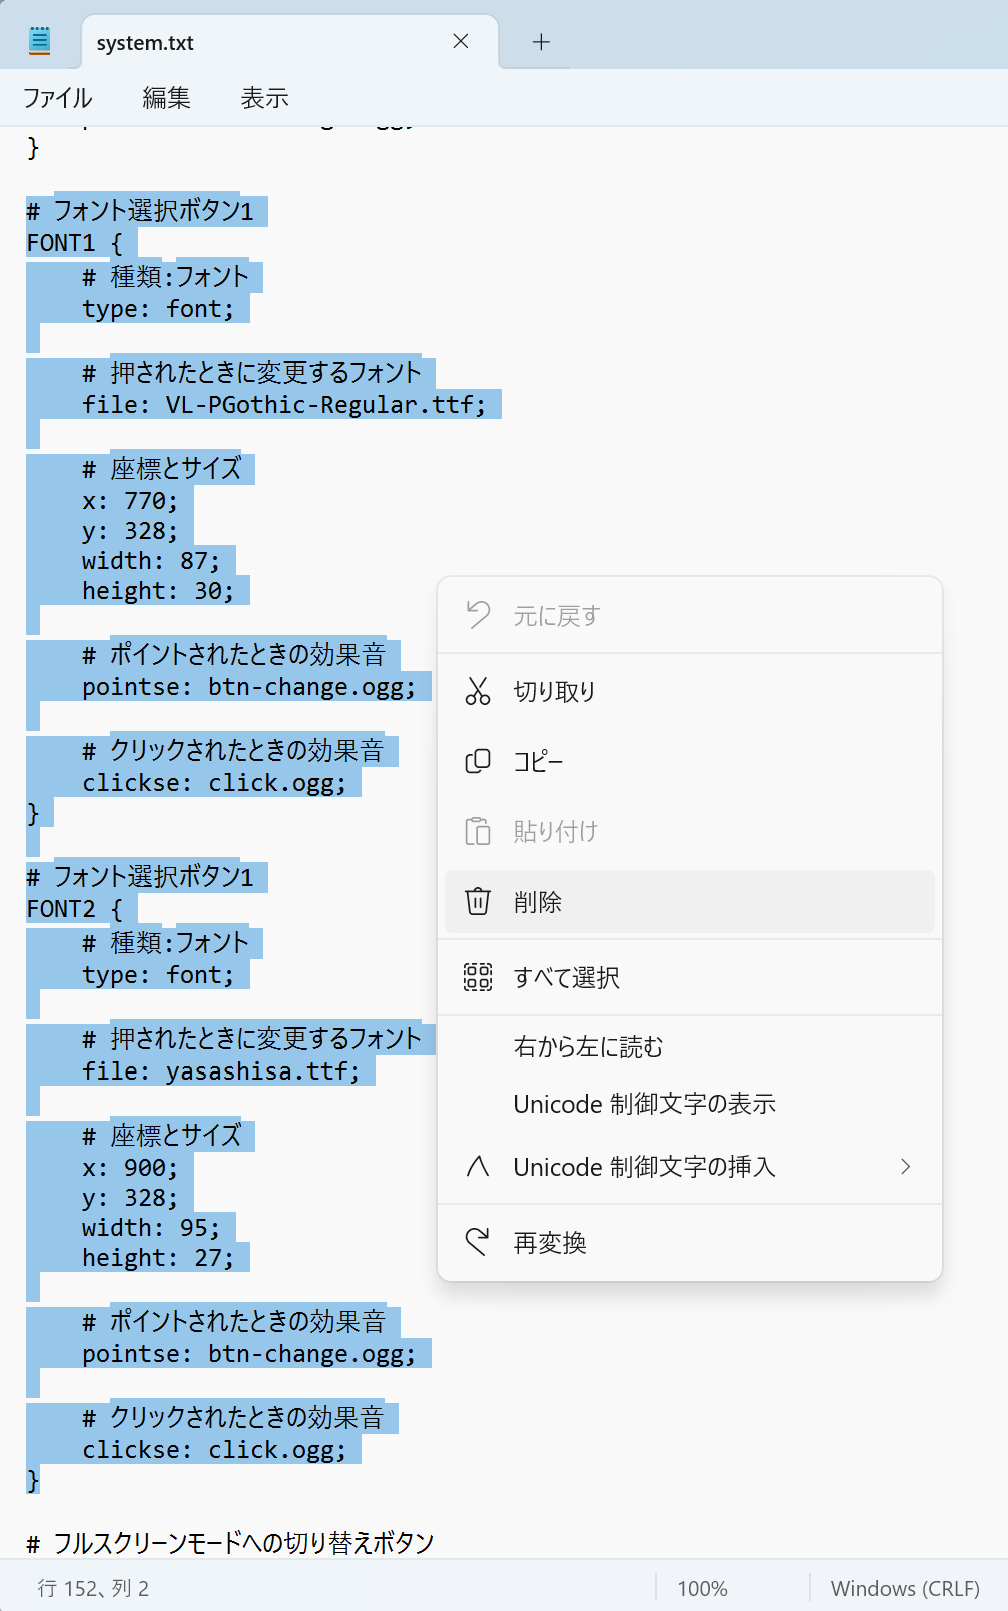 system.txt
ファイル 編集 表示
}
# フォント選択ボタン1
FONT1 {
# 種類:フォント
type: font;
# 押されたときに変更するフォント
file: VL-PGothic-Regular.ttf;
# 座標とサイズ
x: 770;
y: 328;
width: 87;
height: 30;
# ポイントされたときの効果音
pointse: btn-change.ogg;
# クリックされたときの効果音
clickse: click.ogg;
}
# フォント選択ボタン1
FONT2 {
# 種類:フォント
type: font;
# 押されたときに変更するフォント
file: yasashisa.ttf;
# 座標とサイズ
x: 900;
y: 328;
width: 95;
height: 27;
# ポイントされたときの効果音
pointse: btn-change.ogg;
# クリックされたときの効果音
clickse: click.ogg;
}
# フルスクリーンモードへの切り替えボタン
元に戻す
切り取り
コピー
貼り付け
削除
すべて選択
右から左に読む
Unicode 制御文字の表示
Unicode 制御文字の挿入
再変換
行 152、列 2
100%
Windows (CRLF)